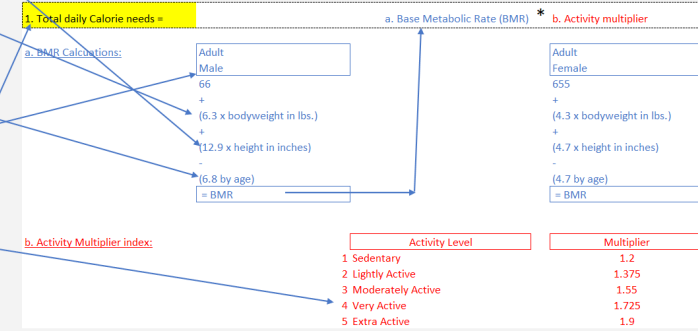 1. Total daily Calorie needs = a. Base Metabolic Rate (BMR) * b. Activity multiplier
a. BMR Calcuations: Adult Adult
Male Female
66 655
+ +
(6.3 x bodyweight in lbs.) (4.3 x bodyweight in lbs.)
+ +
(12.9 x height in inches) (4.7 x height in inches)
- -
(6.8 by age) (4.7 by age)
= BMR = BMR
b. Activity Multiplier index: Activity Level Multiplier
1 Sedentary 1.2
2 Lightly Active 1.375
3 Moderately Active 1.55
4 Very Active 1.725
5 Extra Active 1.9